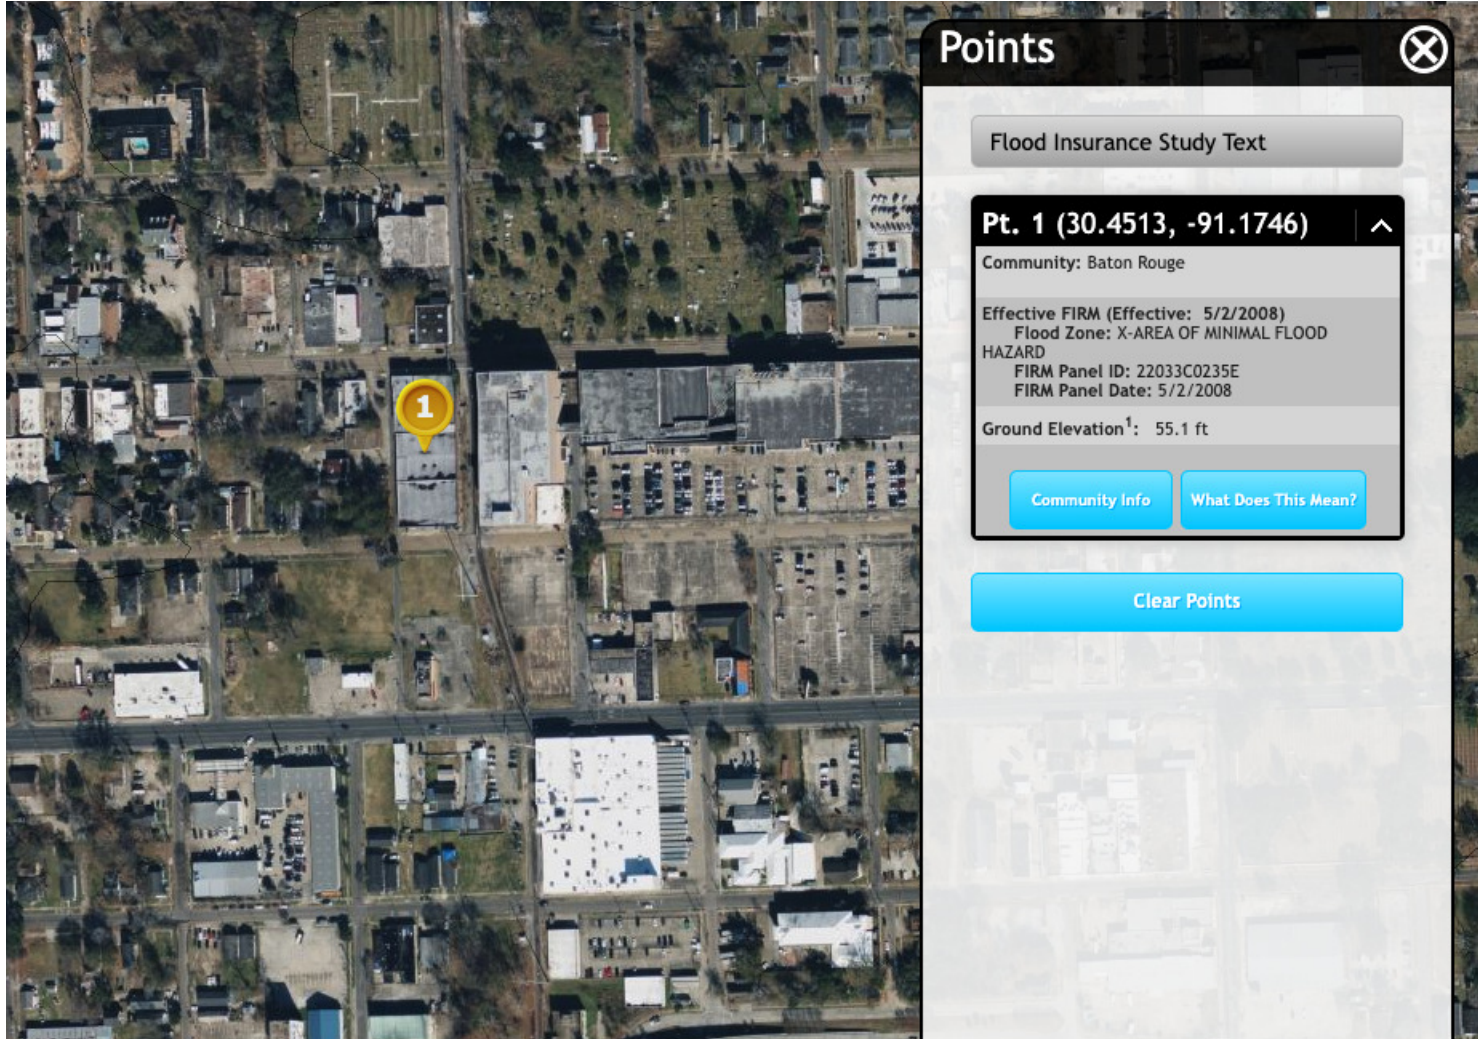 Points
Flood Insurance Study Text
Pt. 1 (30.4513, -91.1746)
Community: Baton Rouge
Effective FIRM (Effective: 5/2/2008)
Flood Zone: X-AREA OF MINIMAL FLOOD
HAZARD
FIRM Panel ID: 22033C0235E
FIRM Panel Date: 5/2/2008
Ground Elevation¹: 55.1 ft
Community Info
What Does This Mean?
Clear Points
1